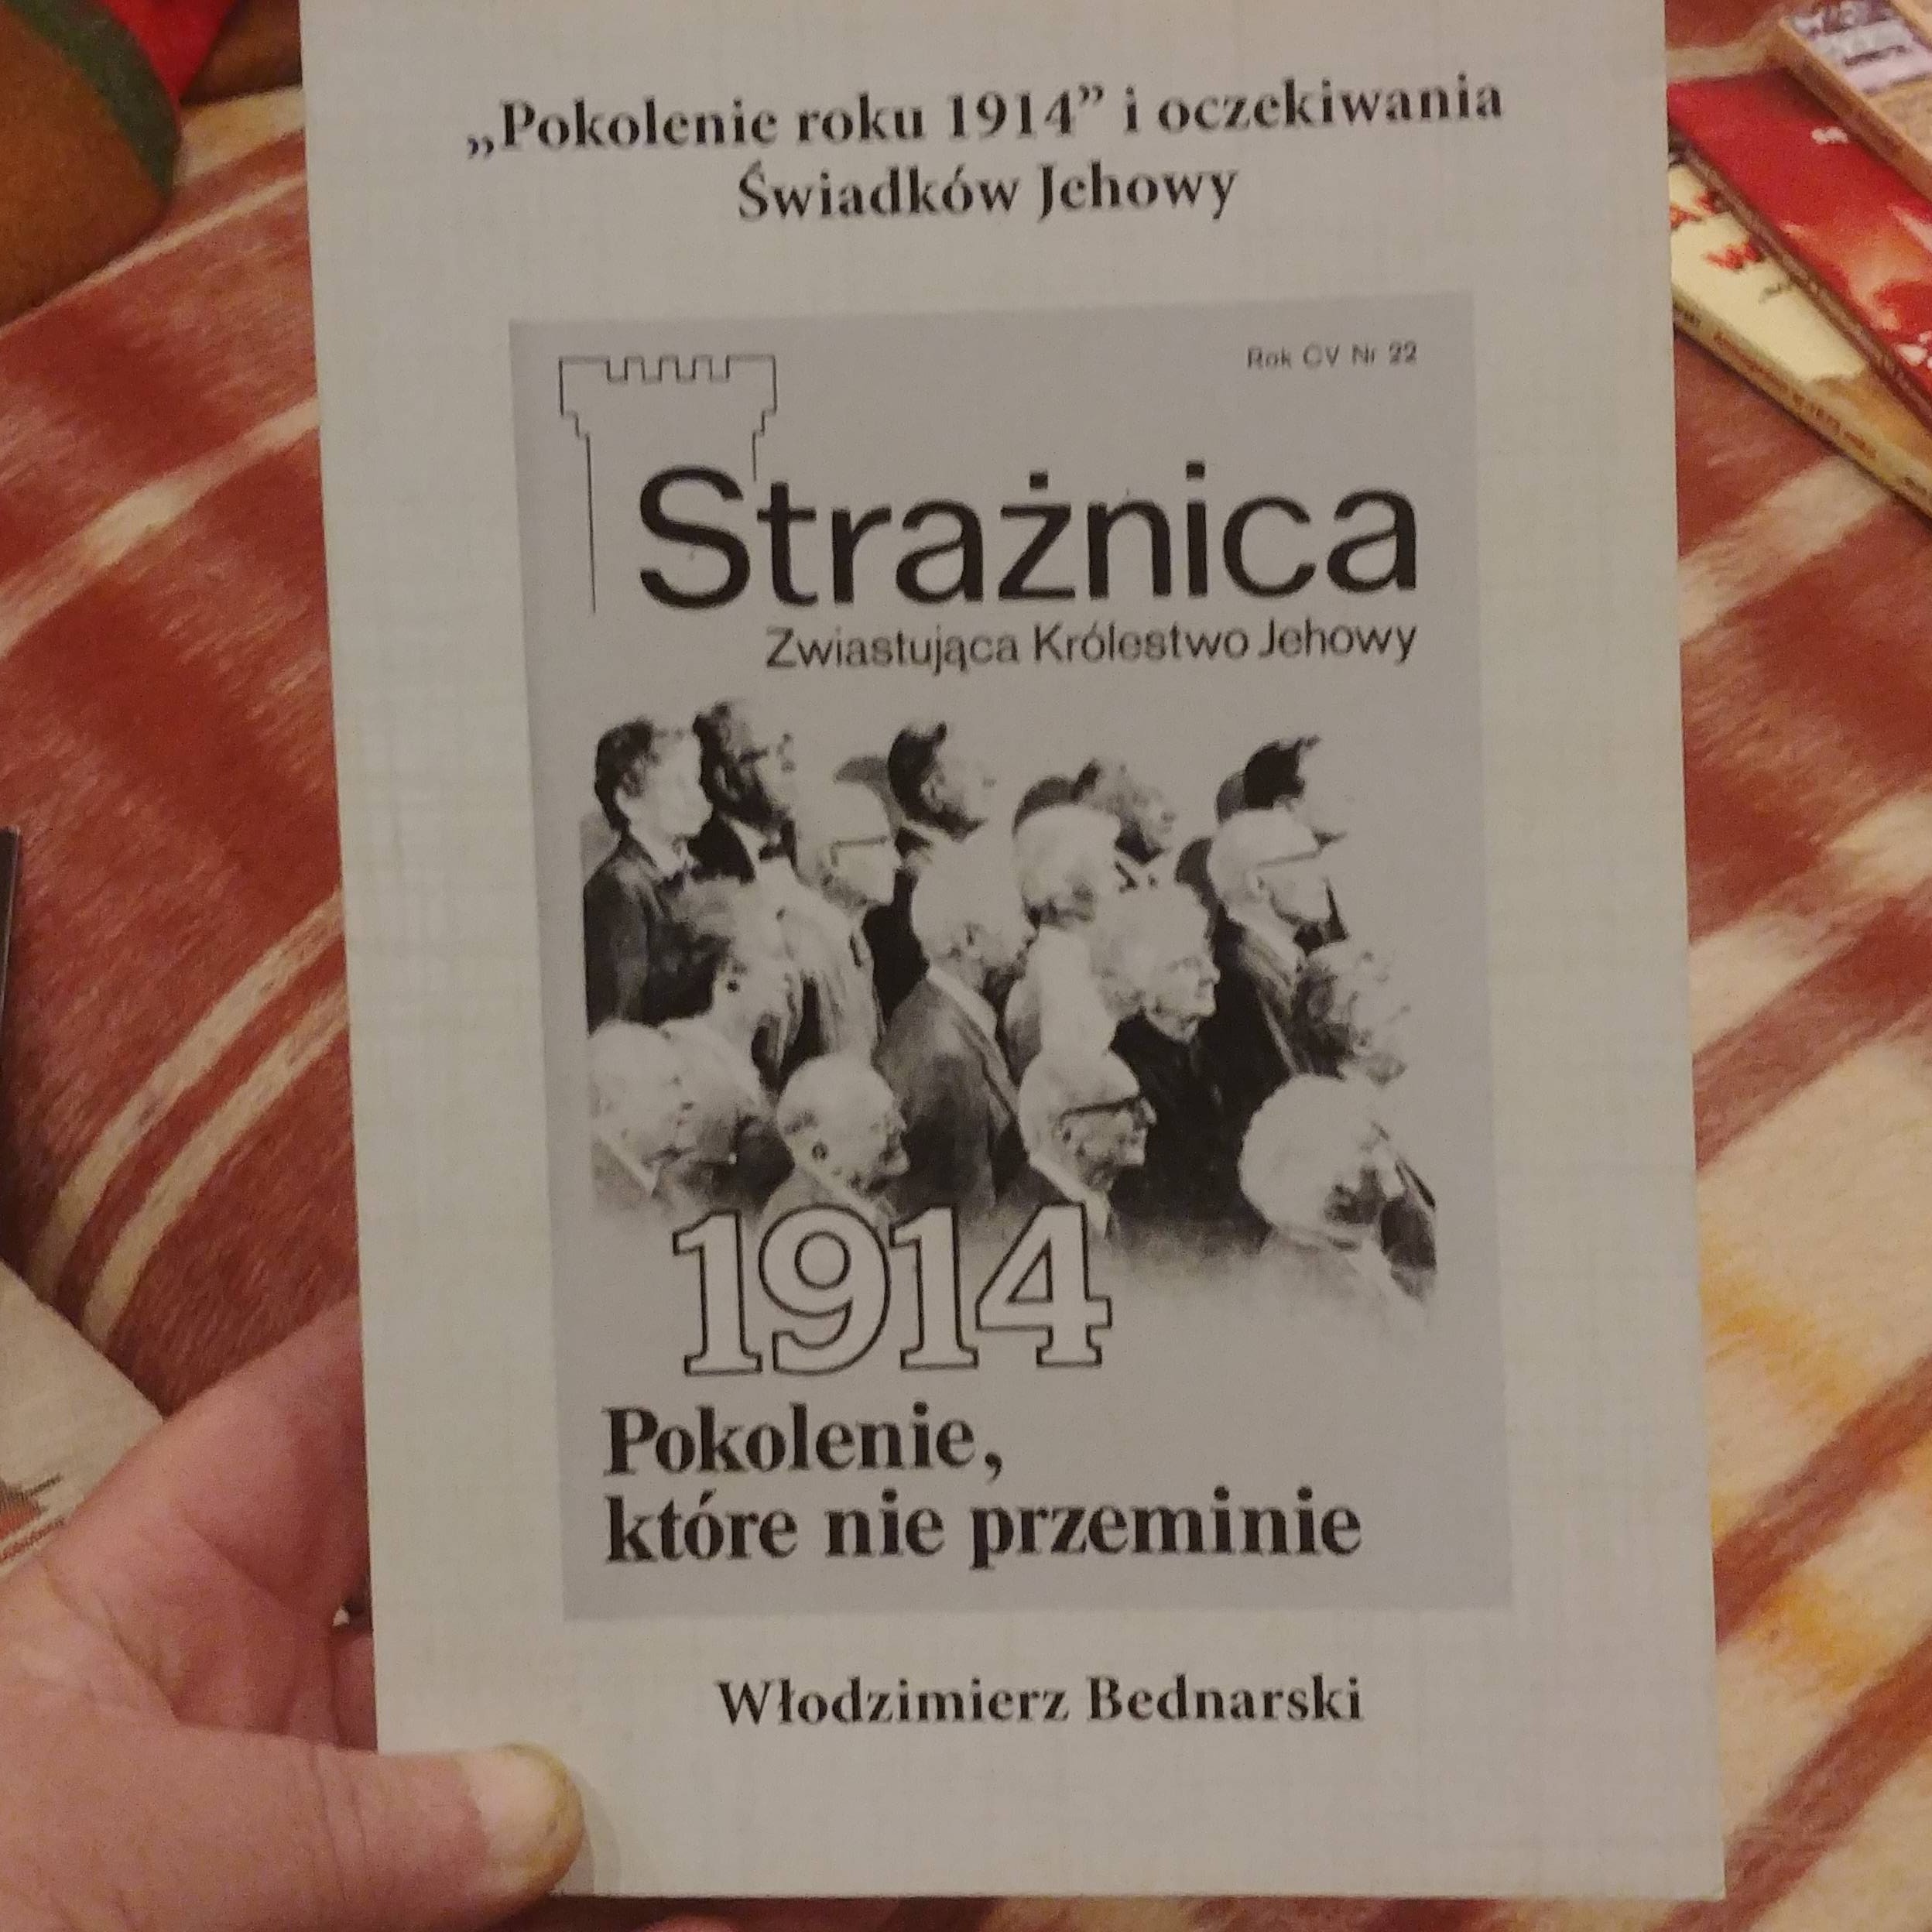 „Pokolenie roku 1914” i oczekiwania
Świadków Jehowy
Rok CV Nr 22
Strażnica
Zwiastująca Królestwo Jehowy
1914
Pokolenie,
które nie przeminie
Włodzimierz Bednarski